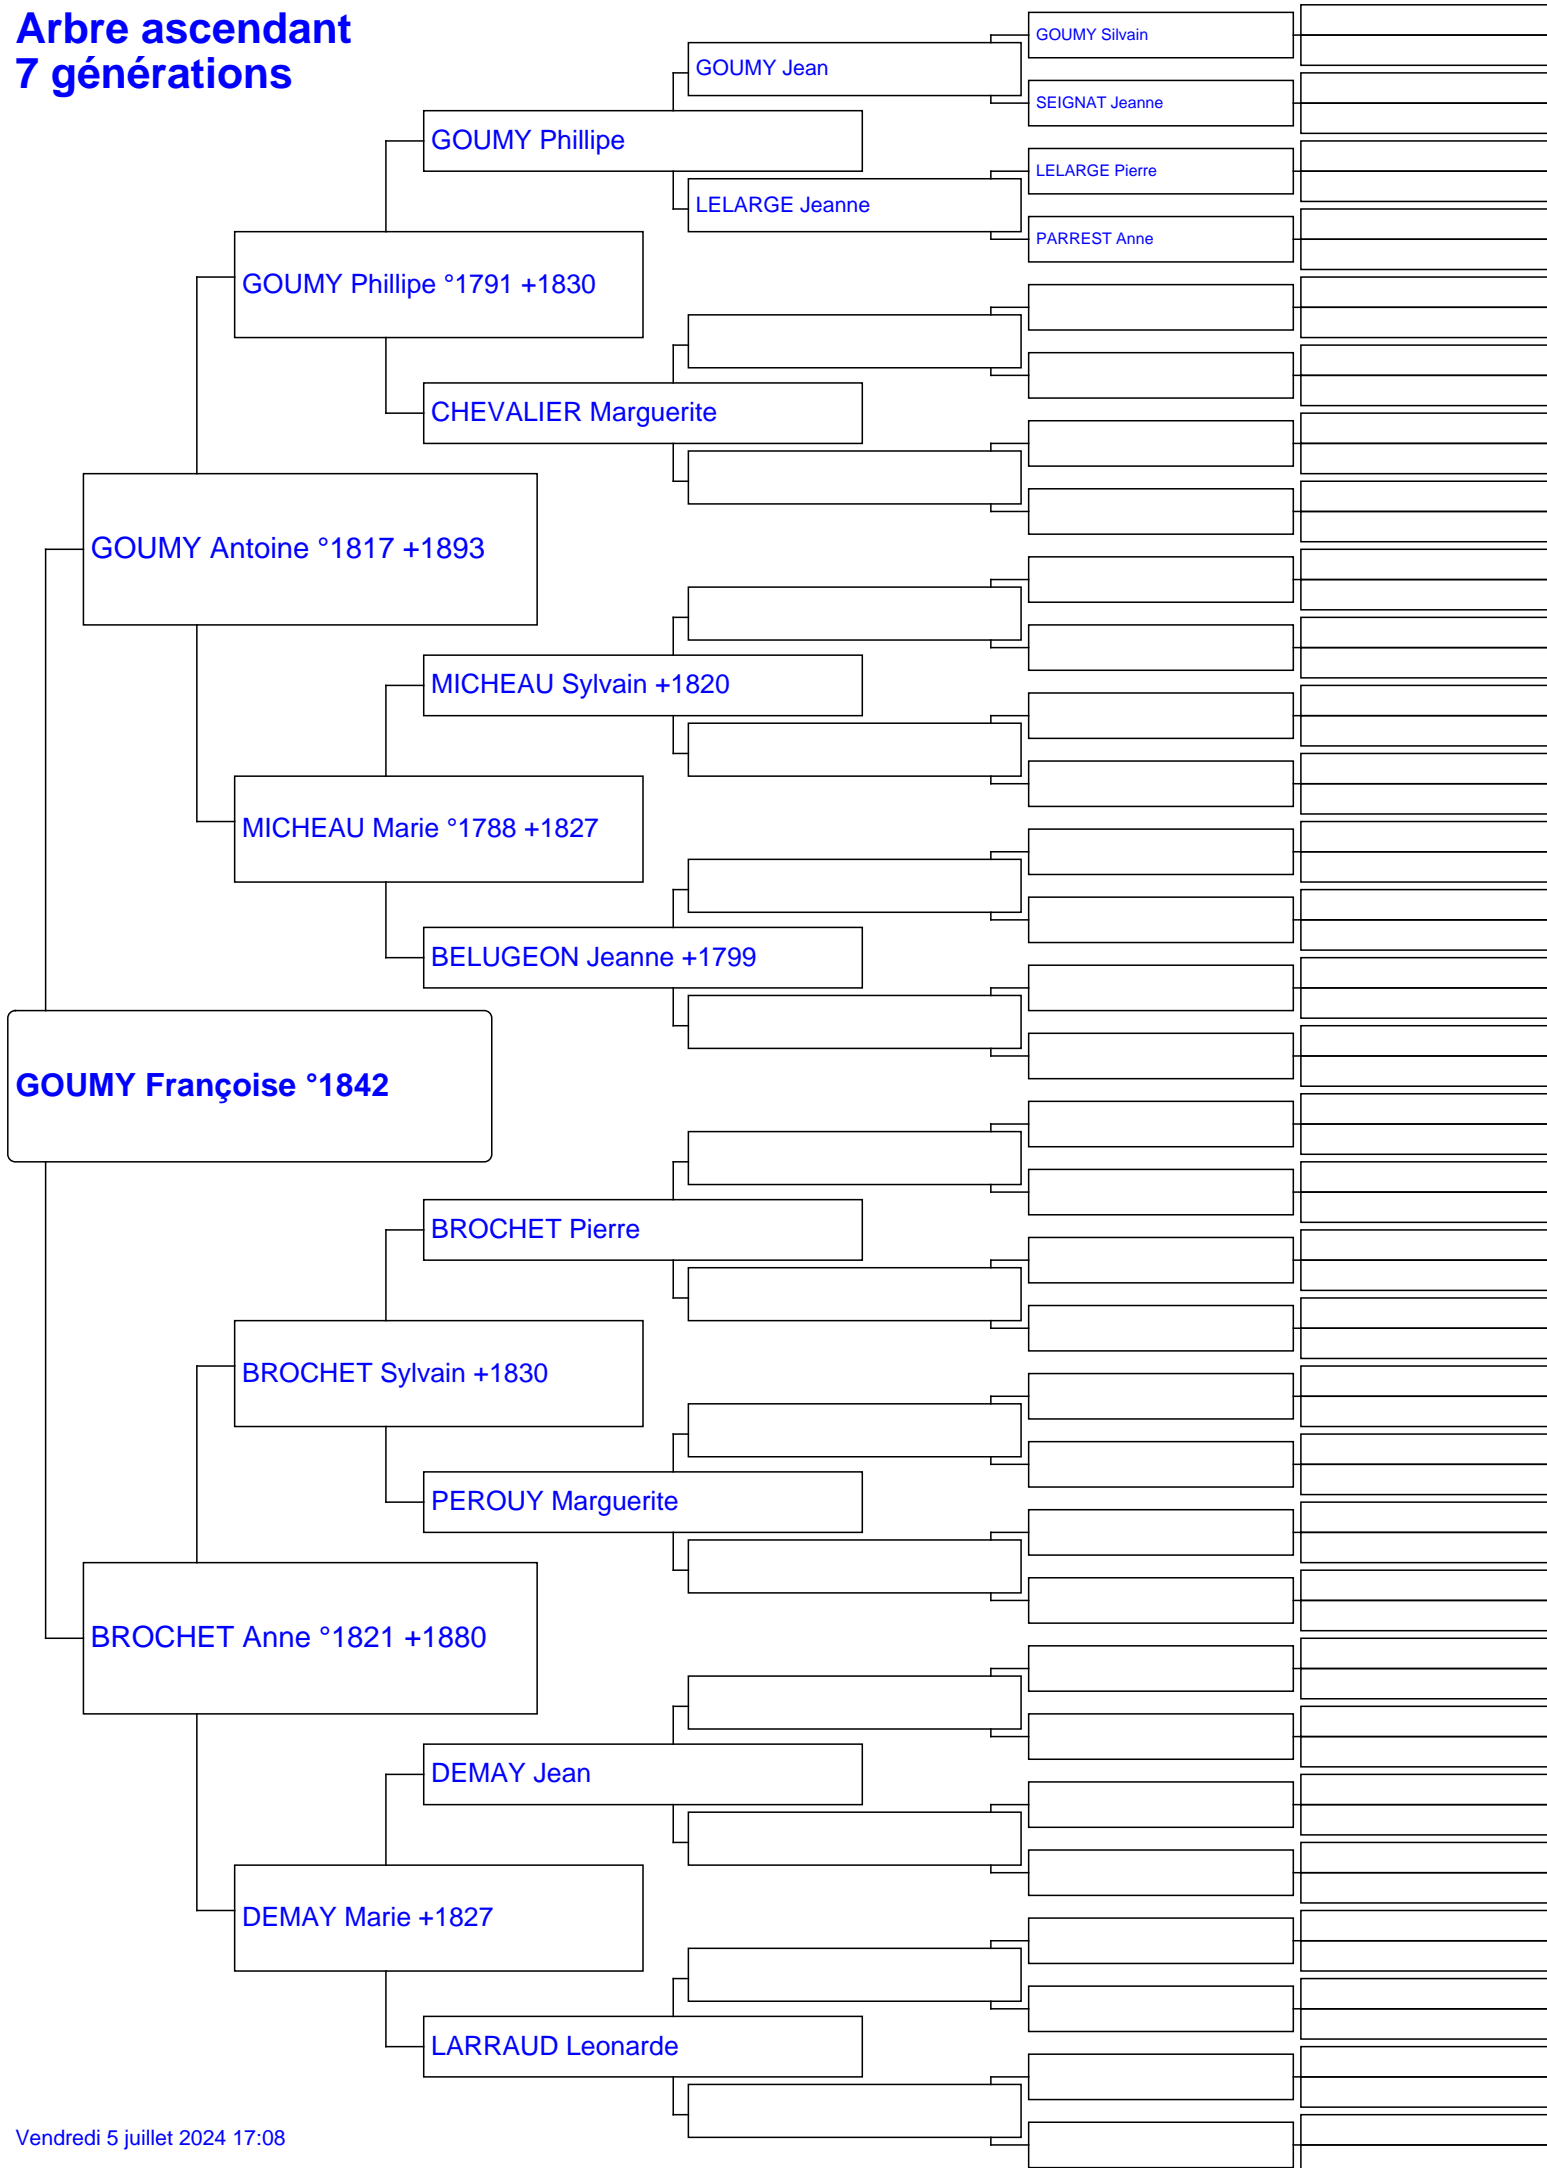 Arbre ascendant
7 générations
GOUMY Silvain
GOUMY Jean
SEIGNAT Jeanne
GOUMY Phillipe
LELARGE Pierre
LELARGE Jeanne
PARREST Anne
GOUMY Phillipe °1791 +1830
CHEVALIER Marguerite
GOUMY Antoine °1817 +1893
MICHEAU Sylvain +1820
MICHEAU Marie °1788 +1827
BELUGEON Jeanne +1799
GOUMY Françoise °1842
BROCHET Pierre
BROCHET Sylvain +1830
PEROUY Marguerite
BROCHET Anne °1821 +1880
DEMAY Jean
DEMAY Marie +1827
LARRAUD Leonarde
Vendredi 5 juillet 2024 17:08